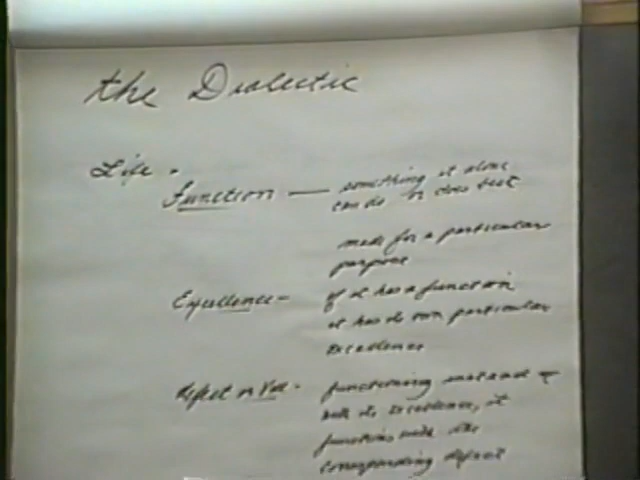 the Dialectic
Life -
Function — something it alone
can do or does best
made for a particular
purpose
Excellence - if it has a function
it has its own particular
excellence
defect or Vice - functioning instead
with its excellence, it
functions with the
corresponding defect